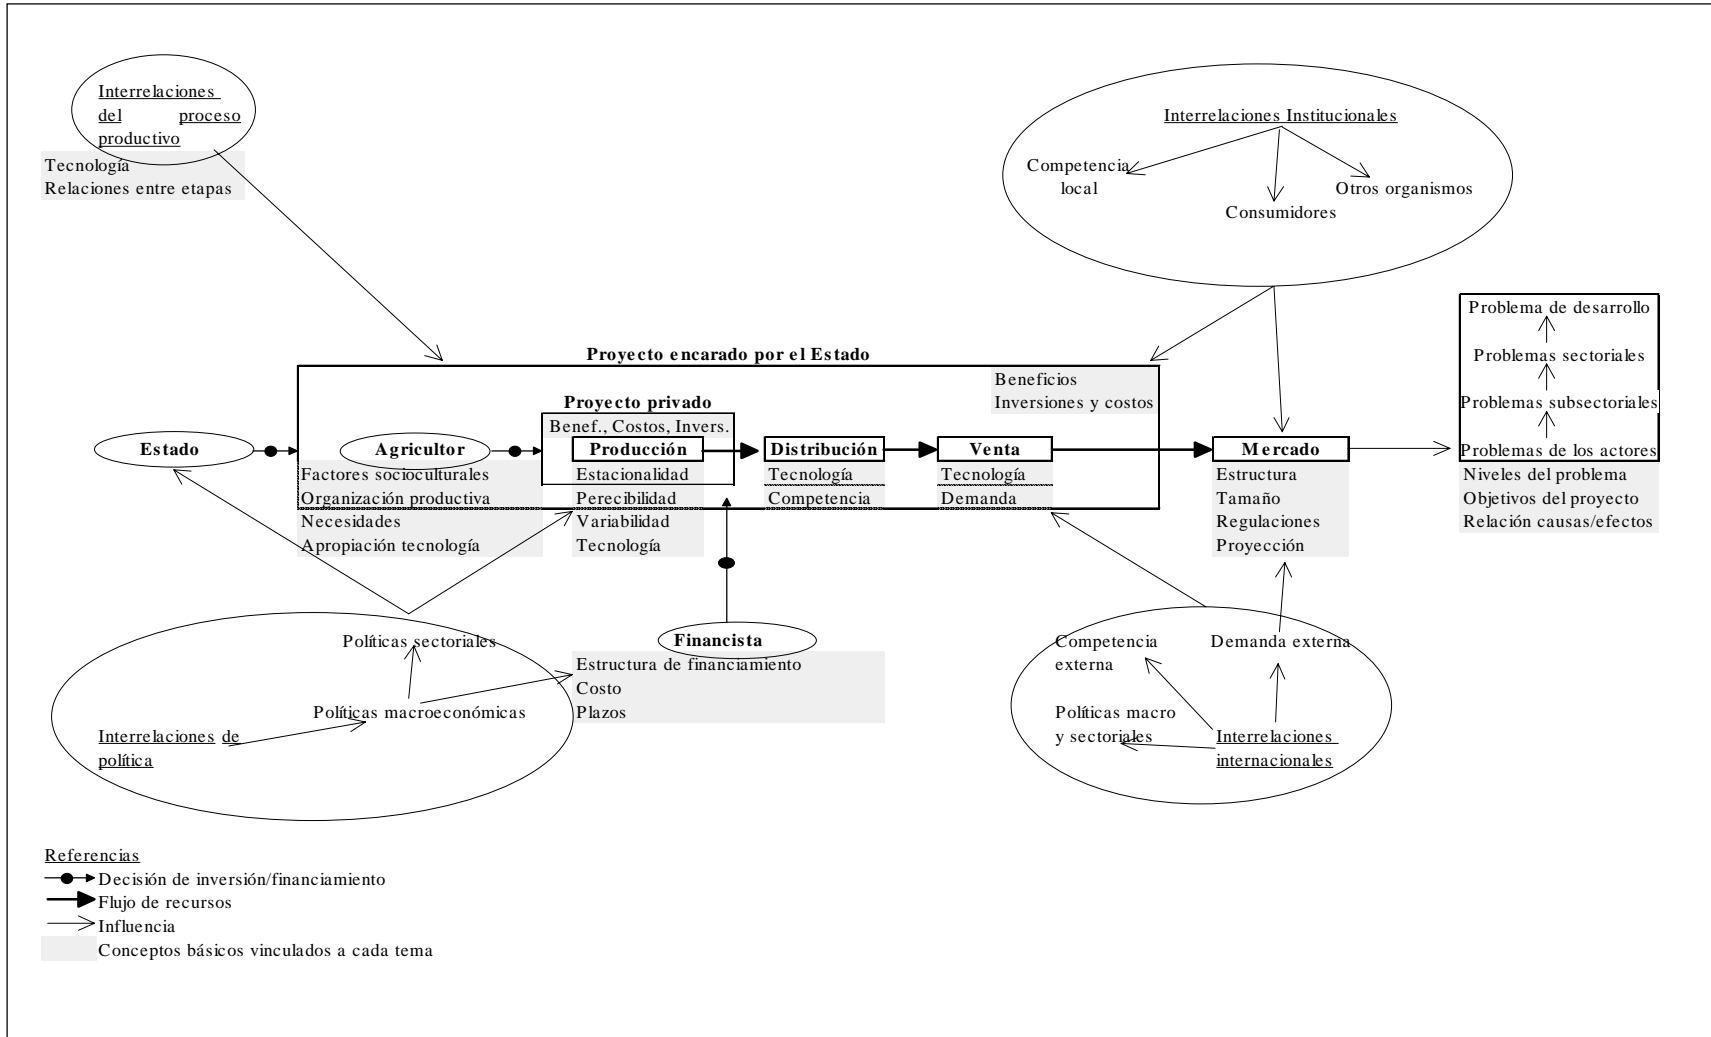 Interrelaciones
del proceso
productivo
Tecnología
Relaciones entre etapas
Interrelaciones Institucionales
Competencia
local
Otros organismos
Consumidores
Problema de desarrollo
Problemas sectoriales
Problemas subsectoriales
Problemas de los actores
Niveles del problema
Objetivos del proyecto
Relación causas/efectos
Proyecto encarado por el Estado
Beneficios
Inversiones y costos
Proyecto privado
Benef., Costos, Invers.
Estado
Agricultor
Factores socioculturales
Organización productiva
Necesidades
Apropiación tecnología
Producción
Estacionalidad
Perecibilidad
Variabilidad
Tecnología
Distribución
Tecnología
Competencia
Venta
Tecnología
Demanda
Mercado
Estructura
Tamaño
Regulaciones
Proyección
Políticas sectoriales
Políticas macroeconómicas
Interrelaciones de
política
Financista
Estructura de financiamiento
Costo
Plazos
Competencia
externa
Demanda externa
Políticas macro
y sectoriales
Interrelaciones
internacionales
Referencias
Decisión de inversión/financiamiento
Flujo de recursos
Influencia
Conceptos básicos vinculados a cada tema